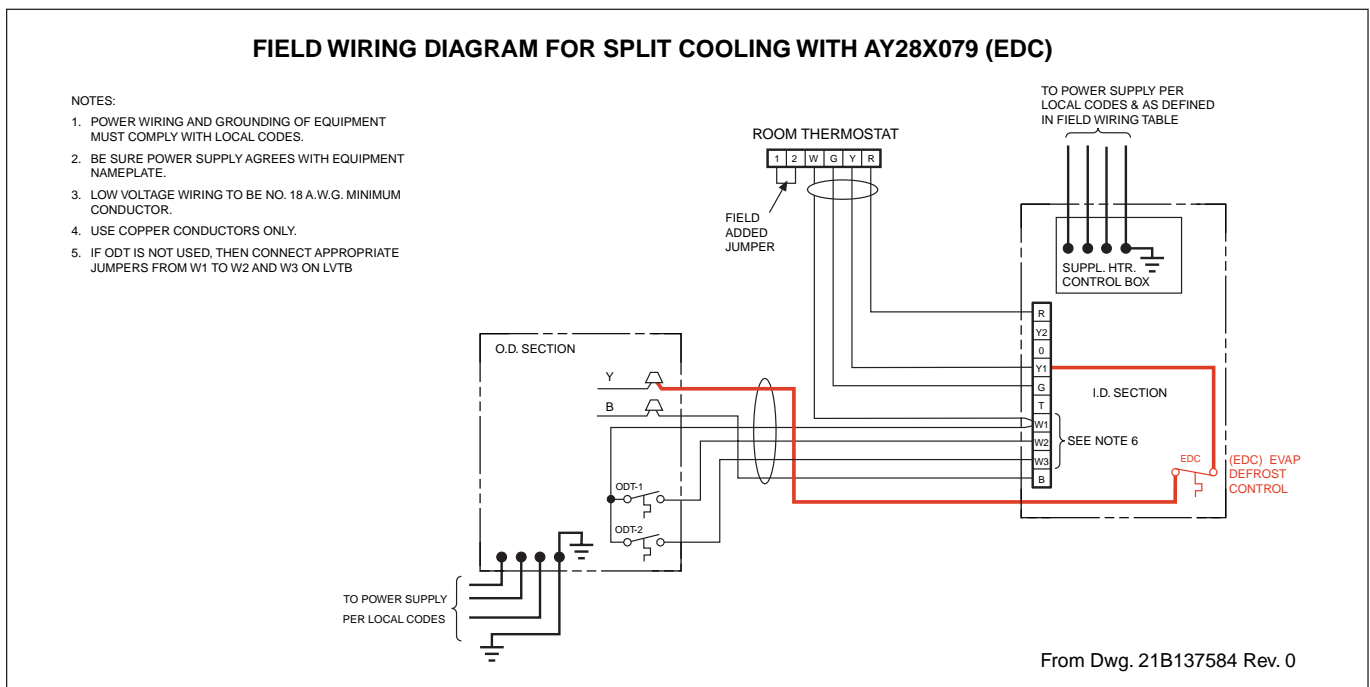 FIELD WIRING DIAGRAM FOR SPLIT COOLING WITH AY28X079 (EDC)
NOTES:
1. POWER WIRING AND GROUNDING OF EQUIPMENT
MUST COMPLY WITH LOCAL CODES.
2. BE SURE POWER SUPPLY AGREES WITH EQUIPMENT
NAMEPLATE.
3. LOW VOLTAGE WIRING TO BE NO. 18 A.W.G. MINIMUM
CONDUCTOR.
4. USE COPPER CONDUCTORS ONLY.
5. IF ODT IS NOT USED, THEN CONNECT APPROPRIATE
JUMPERS FROM W1 TO W2 AND W3 ON LVTB
TO POWER SUPPLY PER
LOCAL CODES & AS DEFINED
IN FIELD WIRING TABLE
ROOM THERMOSTAT
1 2 W G Y R
FIELD
ADDED
JUMPER
SUPPL. HTR.
CONTROL BOX
R
Y2
0
Y1
G
T
W1
W2
W3
B
I.D. SECTION
SEE NOTE 6
EDC
(EDC) EVAP
DEFROST
CONTROL
O.D. SECTION
Y
B
ODT-1
ODT-2
TO POWER SUPPLY
PER LOCAL CODES
From Dwg. 21B137584 Rev. 0